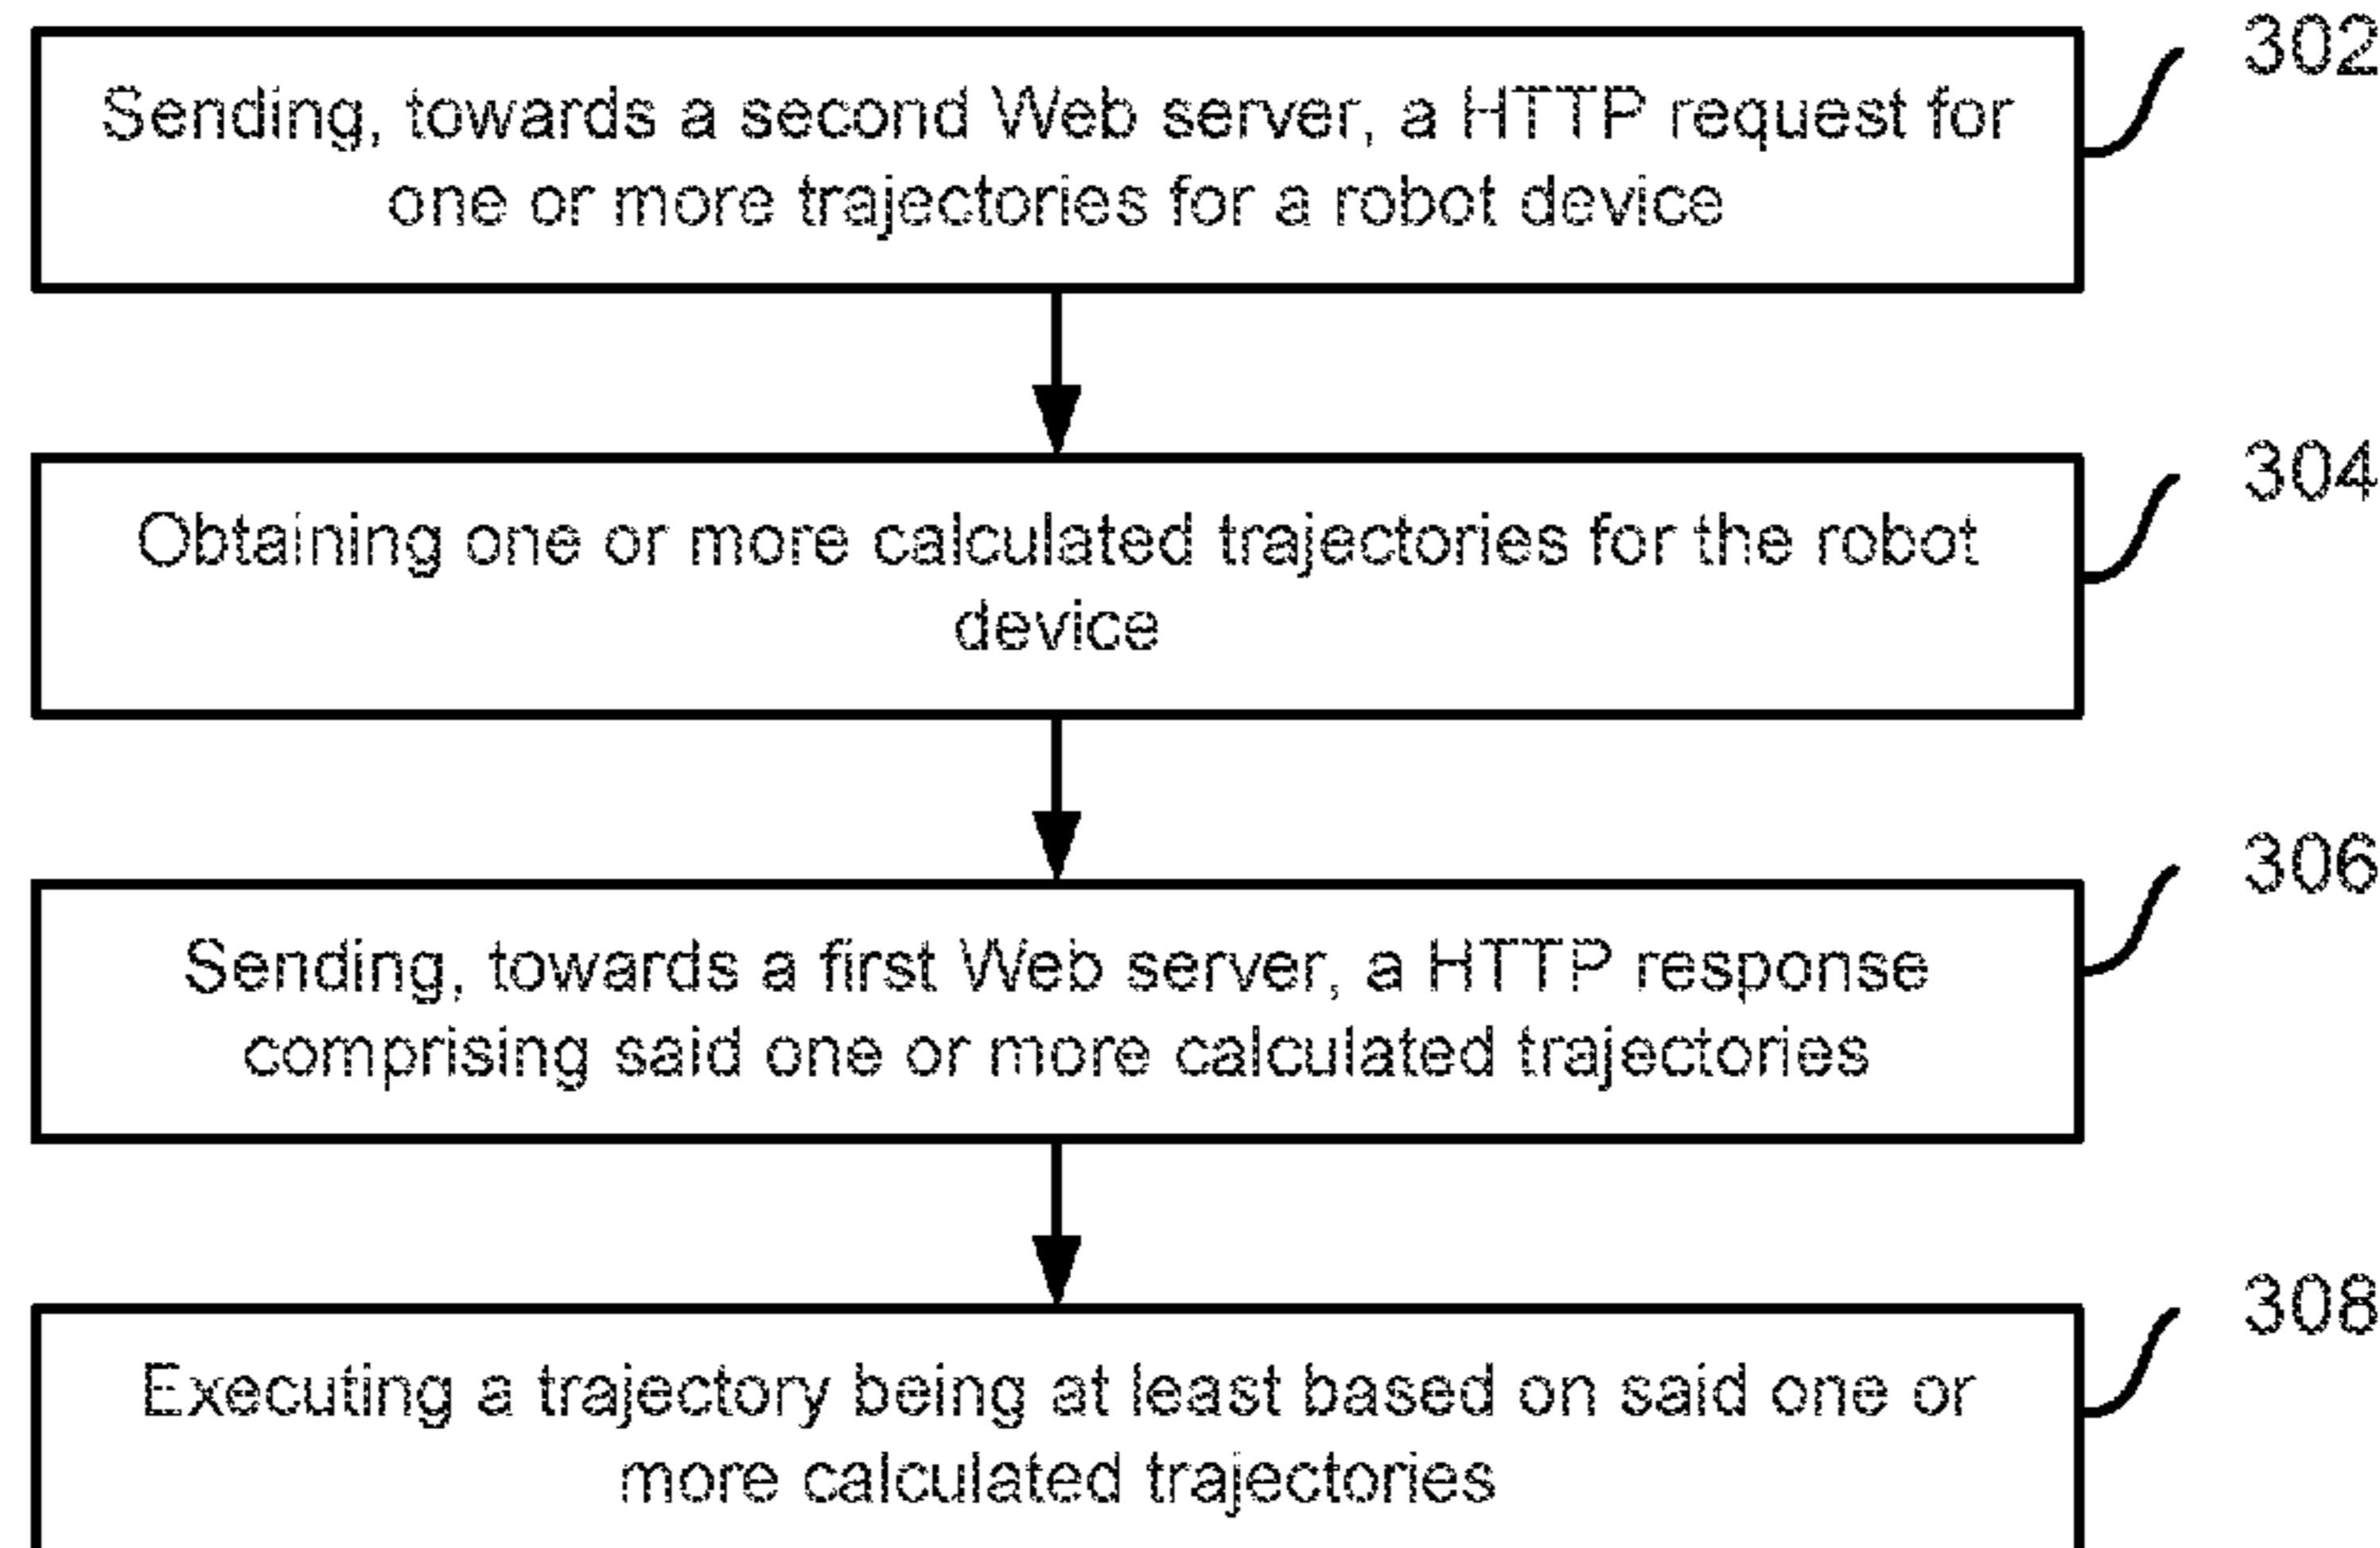 302
Sending, towards a second Web server, a HTTP request for
one or more trajectories for a robot device
304
Obtaining one or more calculated trajectories for the robot
device
306
Sending, towards a first Web server, a HTTP response
comprising said one or more calculated trajectories
308
Executing a trajectory being at least based on said one or
more calculated trajectories